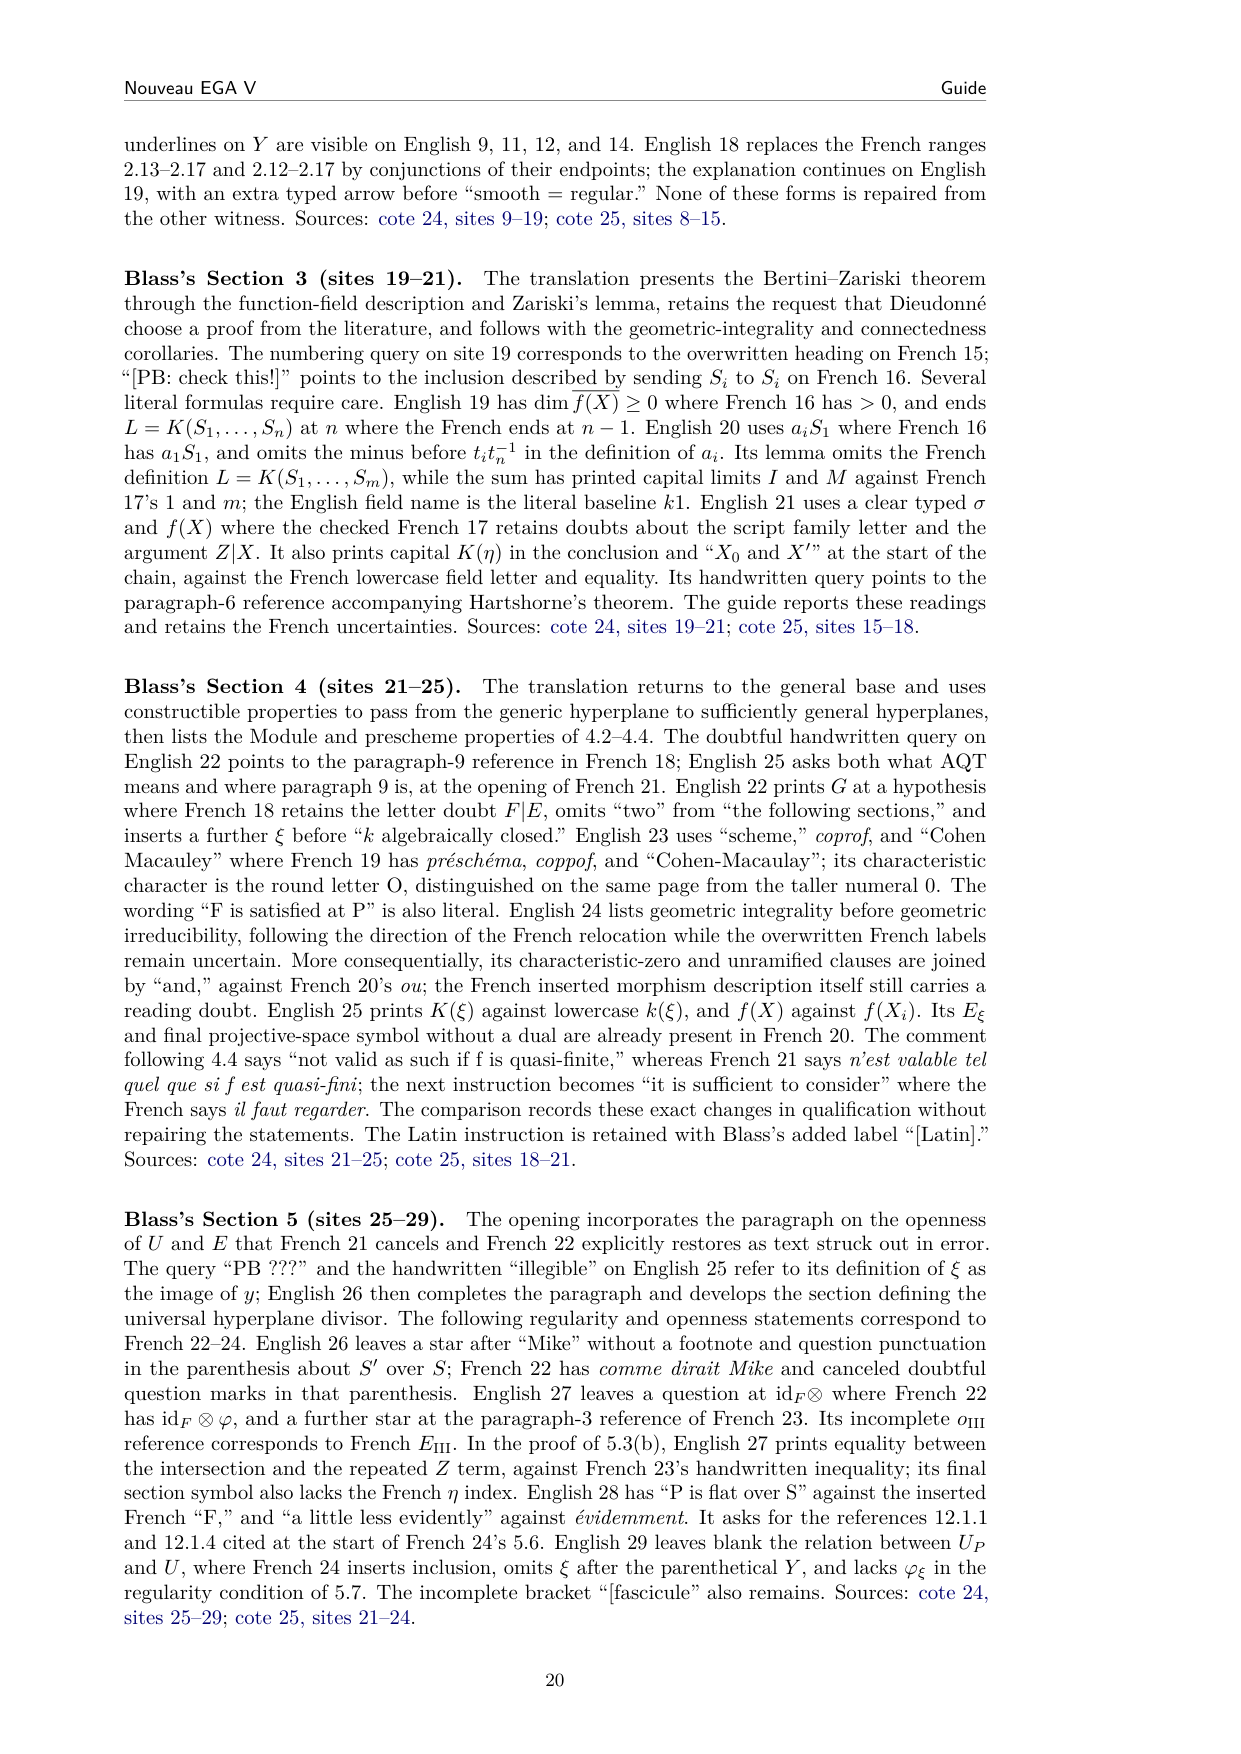 Nouveau EGA V Guide
underlines on Y are visible on English 9, 11, 12, and 14. English 18 replaces the French ranges
2.13–2.17 and 2.12–2.17 by conjunctions of their endpoints; the explanation continues on English
19, with an extra typed arrow before “smooth = regular.” None of these forms is repaired from
the other witness. Sources: cote 24, sites 9–19; cote 25, sites 8–15.
Blass’s Section 3 (sites 19–21). The translation presents the Bertini–Zariski theorem
through the function-field description and Zariski’s lemma, retains the request that Dieudonné
choose a proof from the literature, and follows with the geometric-integrality and connectedness
corollaries. The numbering query on site 19 corresponds to the overwritten heading on French 15;
“[PB: check this!]” points to the inclusion described by sending Sᵢ to Sᵢ on French 16. Several
literal formulas require care. English 19 has dim \overline{f(X)} ≥ 0 where French 16 has > 0, and ends
L = K(S₁, . . . , Sₙ) at n where the French ends at n − 1. English 20 uses aᵢS₁ where French 16
has a₁S₁, and omits the minus before tᵢtₙ⁻¹ in the definition of aᵢ. Its lemma omits the French
definition L = K(S₁, . . . , Sₘ), while the sum has printed capital limits I and M against French
17’s 1 and m; the English field name is the literal baseline k1. English 21 uses a clear typed σ
and f(X) where the checked French 17 retains doubts about the script family letter and the
argument Z|X. It also prints capital K(η) in the conclusion and “X₀ and X′” at the start of the
chain, against the French lowercase field letter and equality. Its handwritten query points to the
paragraph-6 reference accompanying Hartshorne’s theorem. The guide reports these readings
and retains the French uncertainties. Sources: cote 24, sites 19–21; cote 25, sites 15–18.
Blass’s Section 4 (sites 21–25). The translation returns to the general base and uses
constructible properties to pass from the generic hyperplane to sufficiently general hyperplanes,
then lists the Module and prescheme properties of 4.2–4.4. The doubtful handwritten query on
English 22 points to the paragraph-9 reference in French 18; English 25 asks both what AQT
means and where paragraph 9 is, at the opening of French 21. English 22 prints G at a hypothesis
where French 18 retains the letter doubt F|E, omits “two” from “the following sections,” and
inserts a further ξ before “k algebraically closed.” English 23 uses “scheme,” coprof, and “Cohen
Macauley” where French 19 has préschéma, coppof, and “Cohen-Macaulay”; its characteristic
character is the round letter O, distinguished on the same page from the taller numeral 0. The
wording “F is satisfied at P” is also literal. English 24 lists geometric integrality before geometric
irreducibility, following the direction of the French relocation while the overwritten French labels
remain uncertain. More consequentially, its characteristic-zero and unramified clauses are joined
by “and,” against French 20’s ou; the French inserted morphism description itself still carries a
reading doubt. English 25 prints K(ξ) against lowercase k(ξ), and f(X) against f(Xᵢ). Its E_ξ
and final projective-space symbol without a dual are already present in French 20. The comment
following 4.4 says “not valid as such if f is quasi-finite,” whereas French 21 says n’est valable tel
quel que si f est quasi-fini; the next instruction becomes “it is sufficient to consider” where the
French says il faut regarder. The comparison records these exact changes in qualification without
repairing the statements. The Latin instruction is retained with Blass’s added label “[Latin].”
Sources: cote 24, sites 21–25; cote 25, sites 18–21.
Blass’s Section 5 (sites 25–29). The opening incorporates the paragraph on the openness
of U and E that French 21 cancels and French 22 explicitly restores as text struck out in error.
The query “PB ???” and the handwritten “illegible” on English 25 refer to its definition of ξ as
the image of y; English 26 then completes the paragraph and develops the section defining the
universal hyperplane divisor. The following regularity and openness statements correspond to
French 22–24. English 26 leaves a star after “Mike” without a footnote and question punctuation
in the parenthesis about S′ over S; French 22 has comme dirait Mike and canceled doubtful
question marks in that parenthesis. English 27 leaves a question at id_F⊗ where French 22
has id_F ⊗ φ, and a further star at the paragraph-3 reference of French 23. Its incomplete o_III
reference corresponds to French E_III. In the proof of 5.3(b), English 27 prints equality between
the intersection and the repeated Z term, against French 23’s handwritten inequality; its final
section symbol also lacks the French η index. English 28 has “P is flat over S” against the inserted
French “F,” and “a little less evidently” against évidemment. It asks for the references 12.1.1
and 12.1.4 cited at the start of French 24’s 5.6. English 29 leaves blank the relation between U_P
and U, where French 24 inserts inclusion, omits ξ after the parenthetical Y, and lacks φ_ξ in the
regularity condition of 5.7. The incomplete bracket “[fascicule” also remains. Sources: cote 24,
sites 25–29; cote 25, sites 21–24.
20